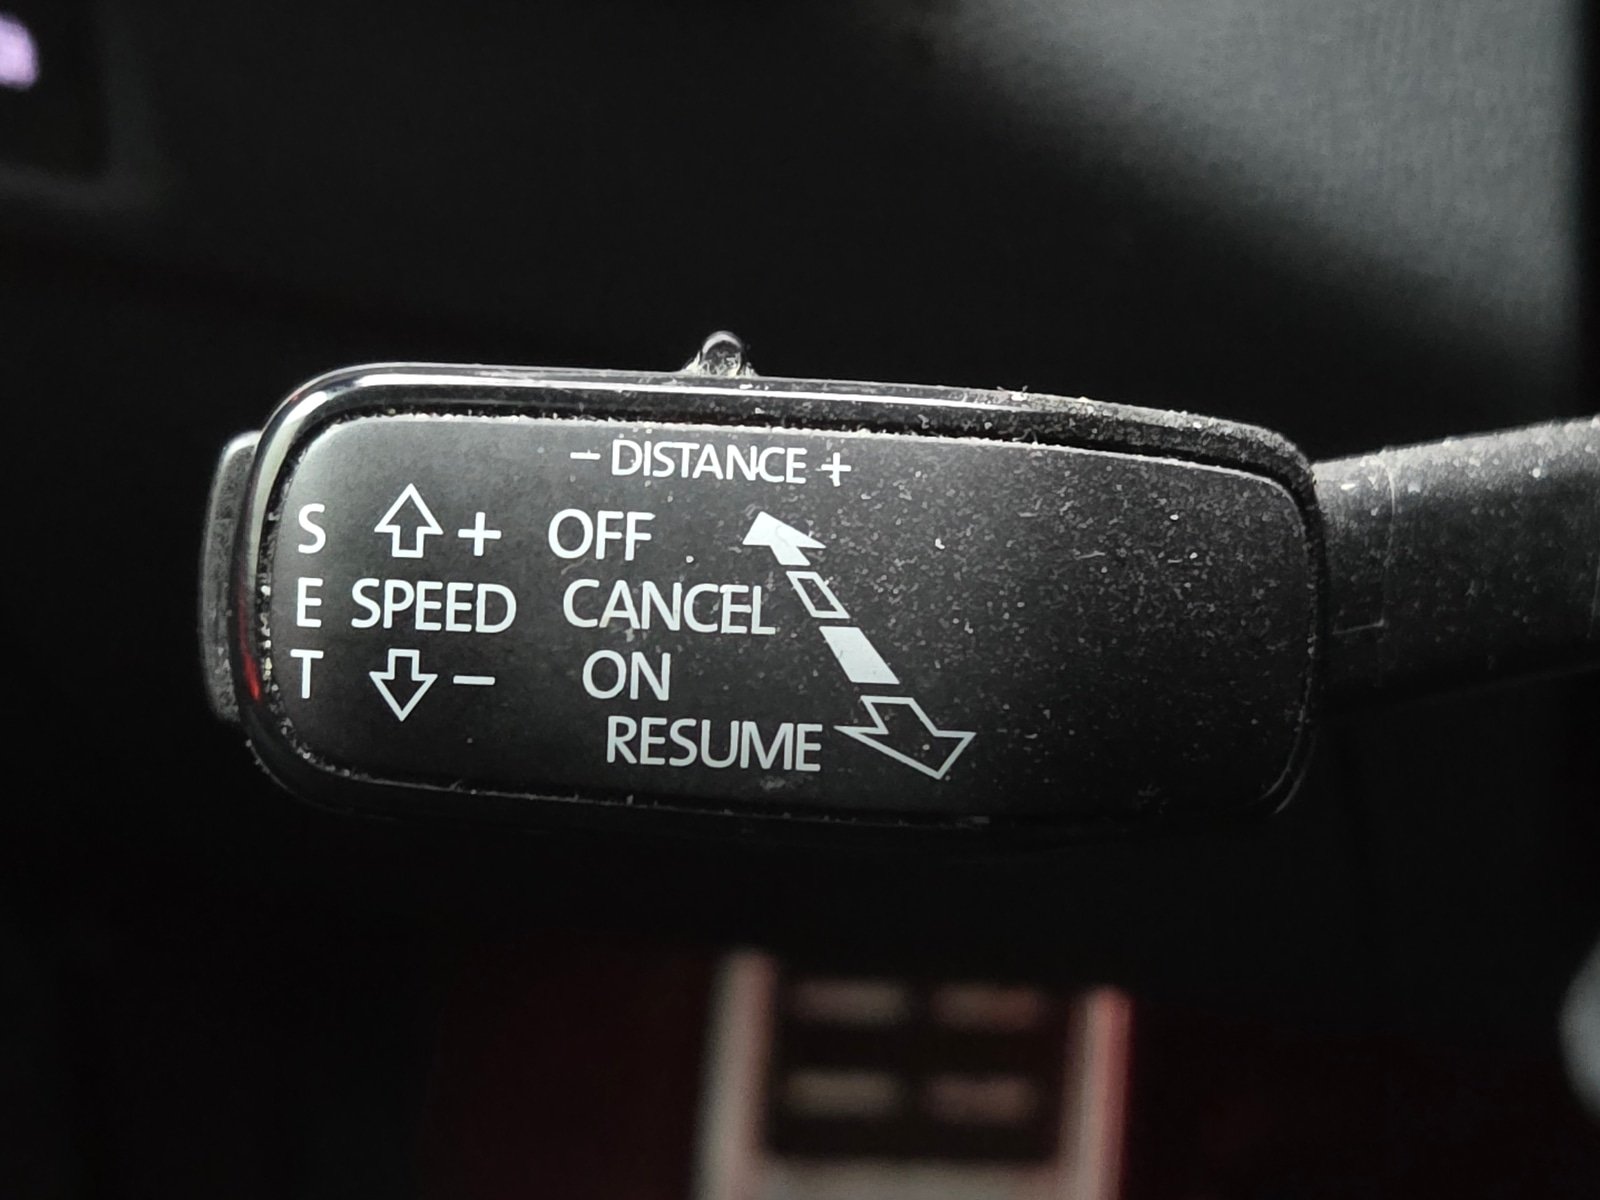 - DISTANCE +
S + OFF
E SPEED CANCEL
T - ON
RESUME